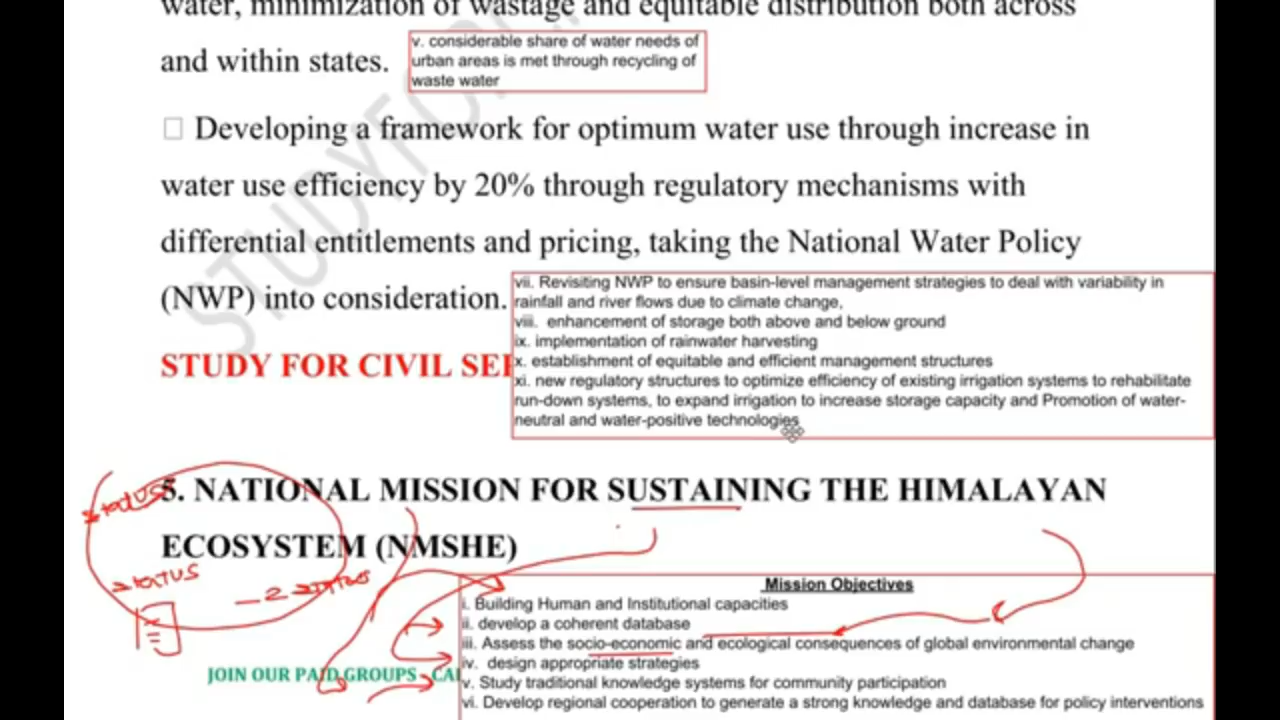 water, minimization of wastage and equitable distribution both across
and within states.
v. considerable share of water needs of
urban areas is met through recycling of
waste water
Developing a framework for optimum water use through increase in
water use efficiency by 20% through regulatory mechanisms with
differential entitlements and pricing, taking the National Water Policy
(NWP) into consideration.
vii. Revisiting NWP to ensure basin-level management strategies to deal with variability in
rainfall and river flows due to climate change,
viii. enhancement of storage both above and below ground
ix. implementation of rainwater harvesting
x. establishment of equitable and efficient management structures
xi. new regulatory structures to optimize efficiency of existing irrigation systems to rehabilitate
run-down systems, to expand irrigation to increase storage capacity and Promotion of water-
neutral and water-positive technologies
STUDY FOR CIVIL SE
STUDYFOR
5. NATIONAL MISSION FOR SUSTAINING THE HIMALAYAN
ECOSYSTEM (NMSHE)
status
status
- 2 status
Mission Objectives
i. Building Human and Institutional capacities
ii. develop a coherent database
iii. Assess the socio-economic and ecological consequences of global environmental change
iv. design appropriate strategies
v. Study traditional knowledge systems for community participation
vi. Develop regional cooperation to generate a strong knowledge and database for policy interventions
JOIN OUR PAID GROUPS - CAL